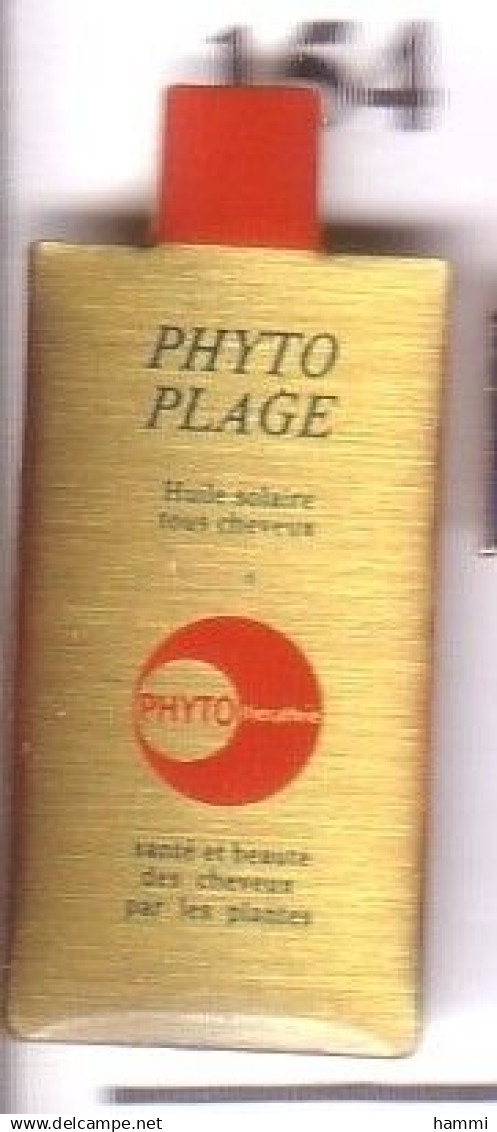 154
PHYTO
PLAGE
Huile solaire
tous cheveux
PHYTO
santé et beauté
des cheveux
par les plantes
delcampe.net
hammi